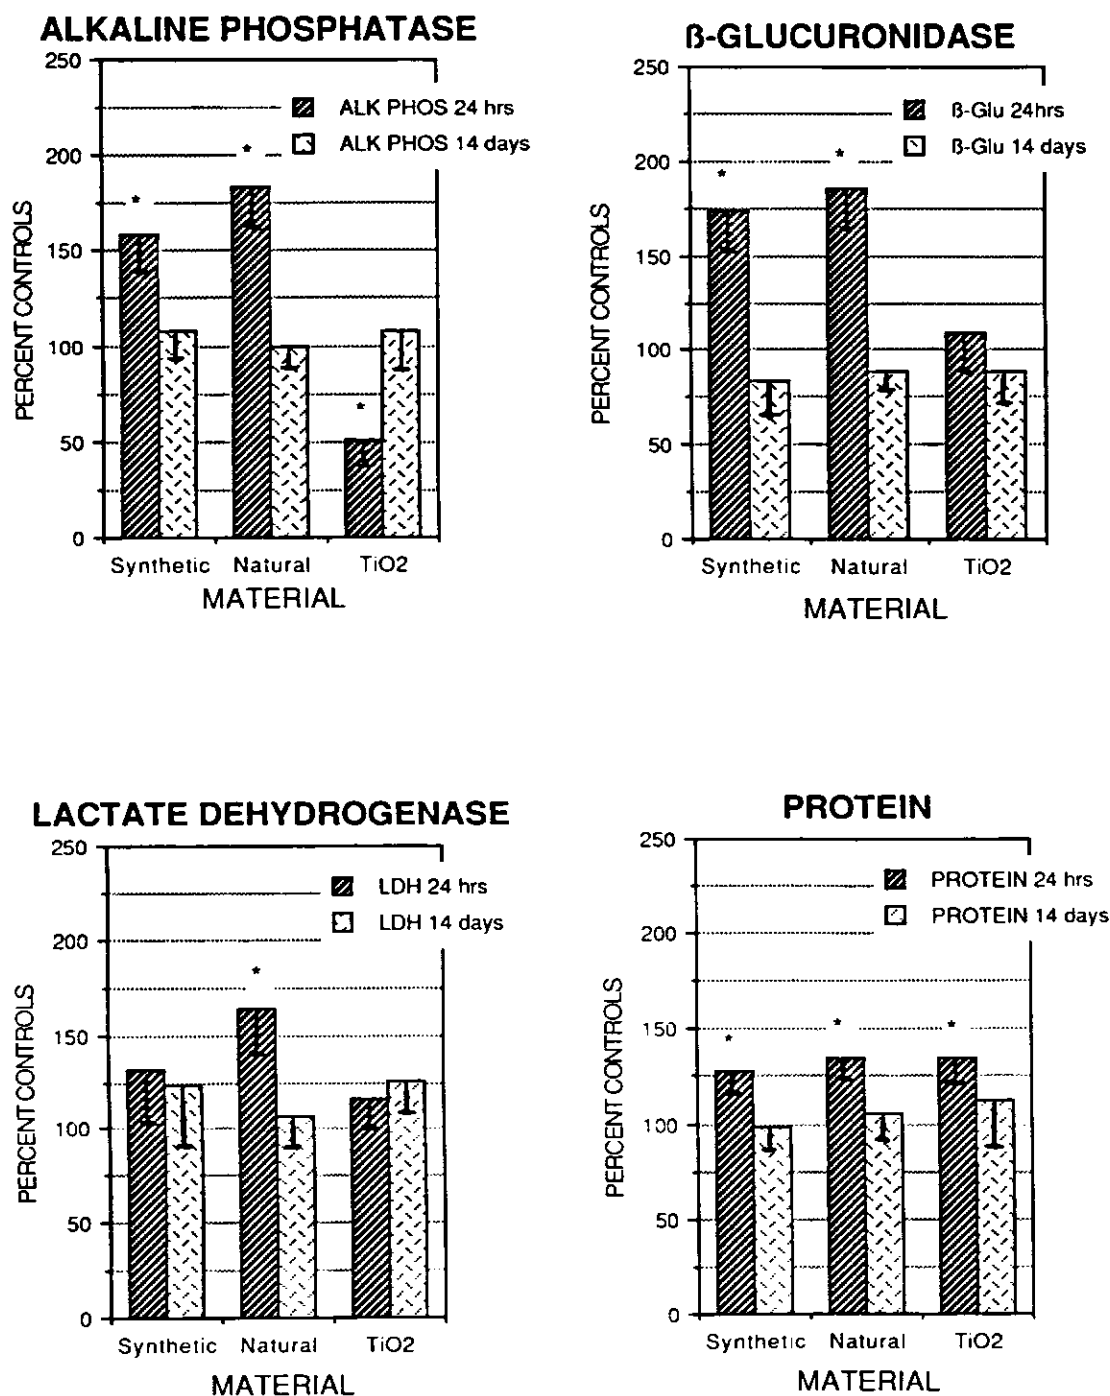 ALKALINE PHOSPHATASE
250
200
150
100
50
0
PERCENT CONTROLS
ALK PHOS 24 hrs
ALK PHOS 14 days
*
*
*
Synthetic Natural TiO2
MATERIAL
ß-GLUCURONIDASE
250
200
150
100
50
0
PERCENT CONTROLS
ß-Glu 24hrs
ß-Glu 14 days
*
*
Synthetic Natural TiO2
MATERIAL
LACTATE DEHYDROGENASE
250
200
150
100
50
0
PERCENT CONTROLS
LDH 24 hrs
LDH 14 days
*
Synthetic Natural TiO2
MATERIAL
PROTEIN
250
200
150
100
50
0
PERCENT CONTROLS
PROTEIN 24 hrs
PROTEIN 14 days
*
*
*
Synthetic Natural TiO2
MATERIAL